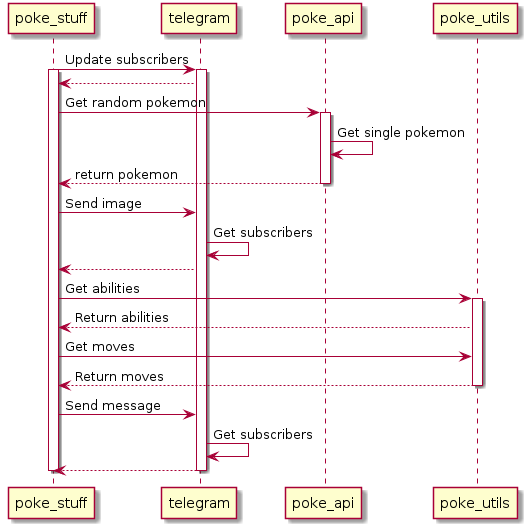 poke_stuff
telegram
poke_api
poke_utils
Update subscribers
Get random pokemon
Get single pokemon
return pokemon
Send image
Get subscribers
Get abilities
Return abilities
Get moves
Return moves
Send message
Get subscribers
poke_stuff
telegram
poke_api
poke_utils